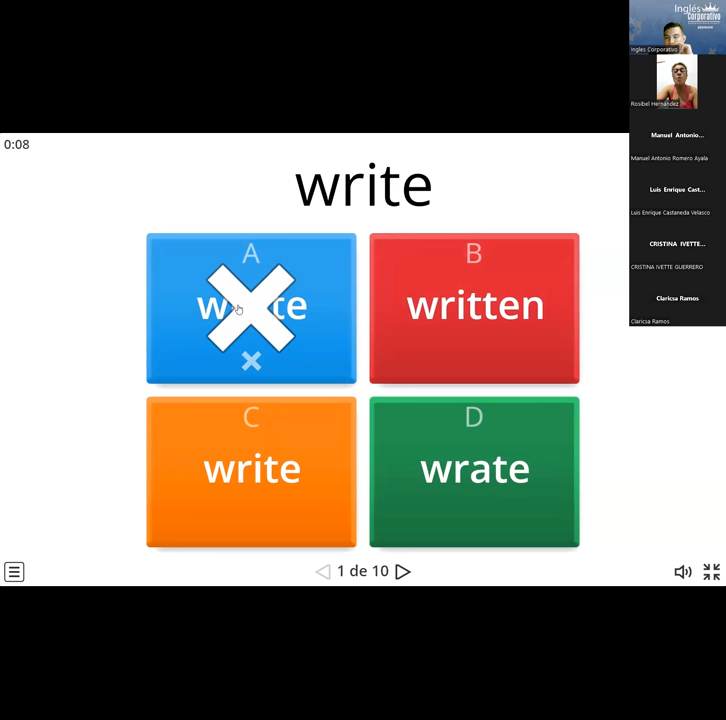 Inglés
Corporativo
Ingles Corporativo
Rosibel Hernández
Manuel Antonio...
Manuel Antonio Romero Ayala
Luis Enrique Cast...
Luis Enrique Castaneda Velasco
CRISTINA IVETTE...
CRISTINA IVETTE GUERRERO
Claricsa Ramos
Claricsa Ramos
0:08
write
A
B
written
C
write
D
wrate
1 de 10